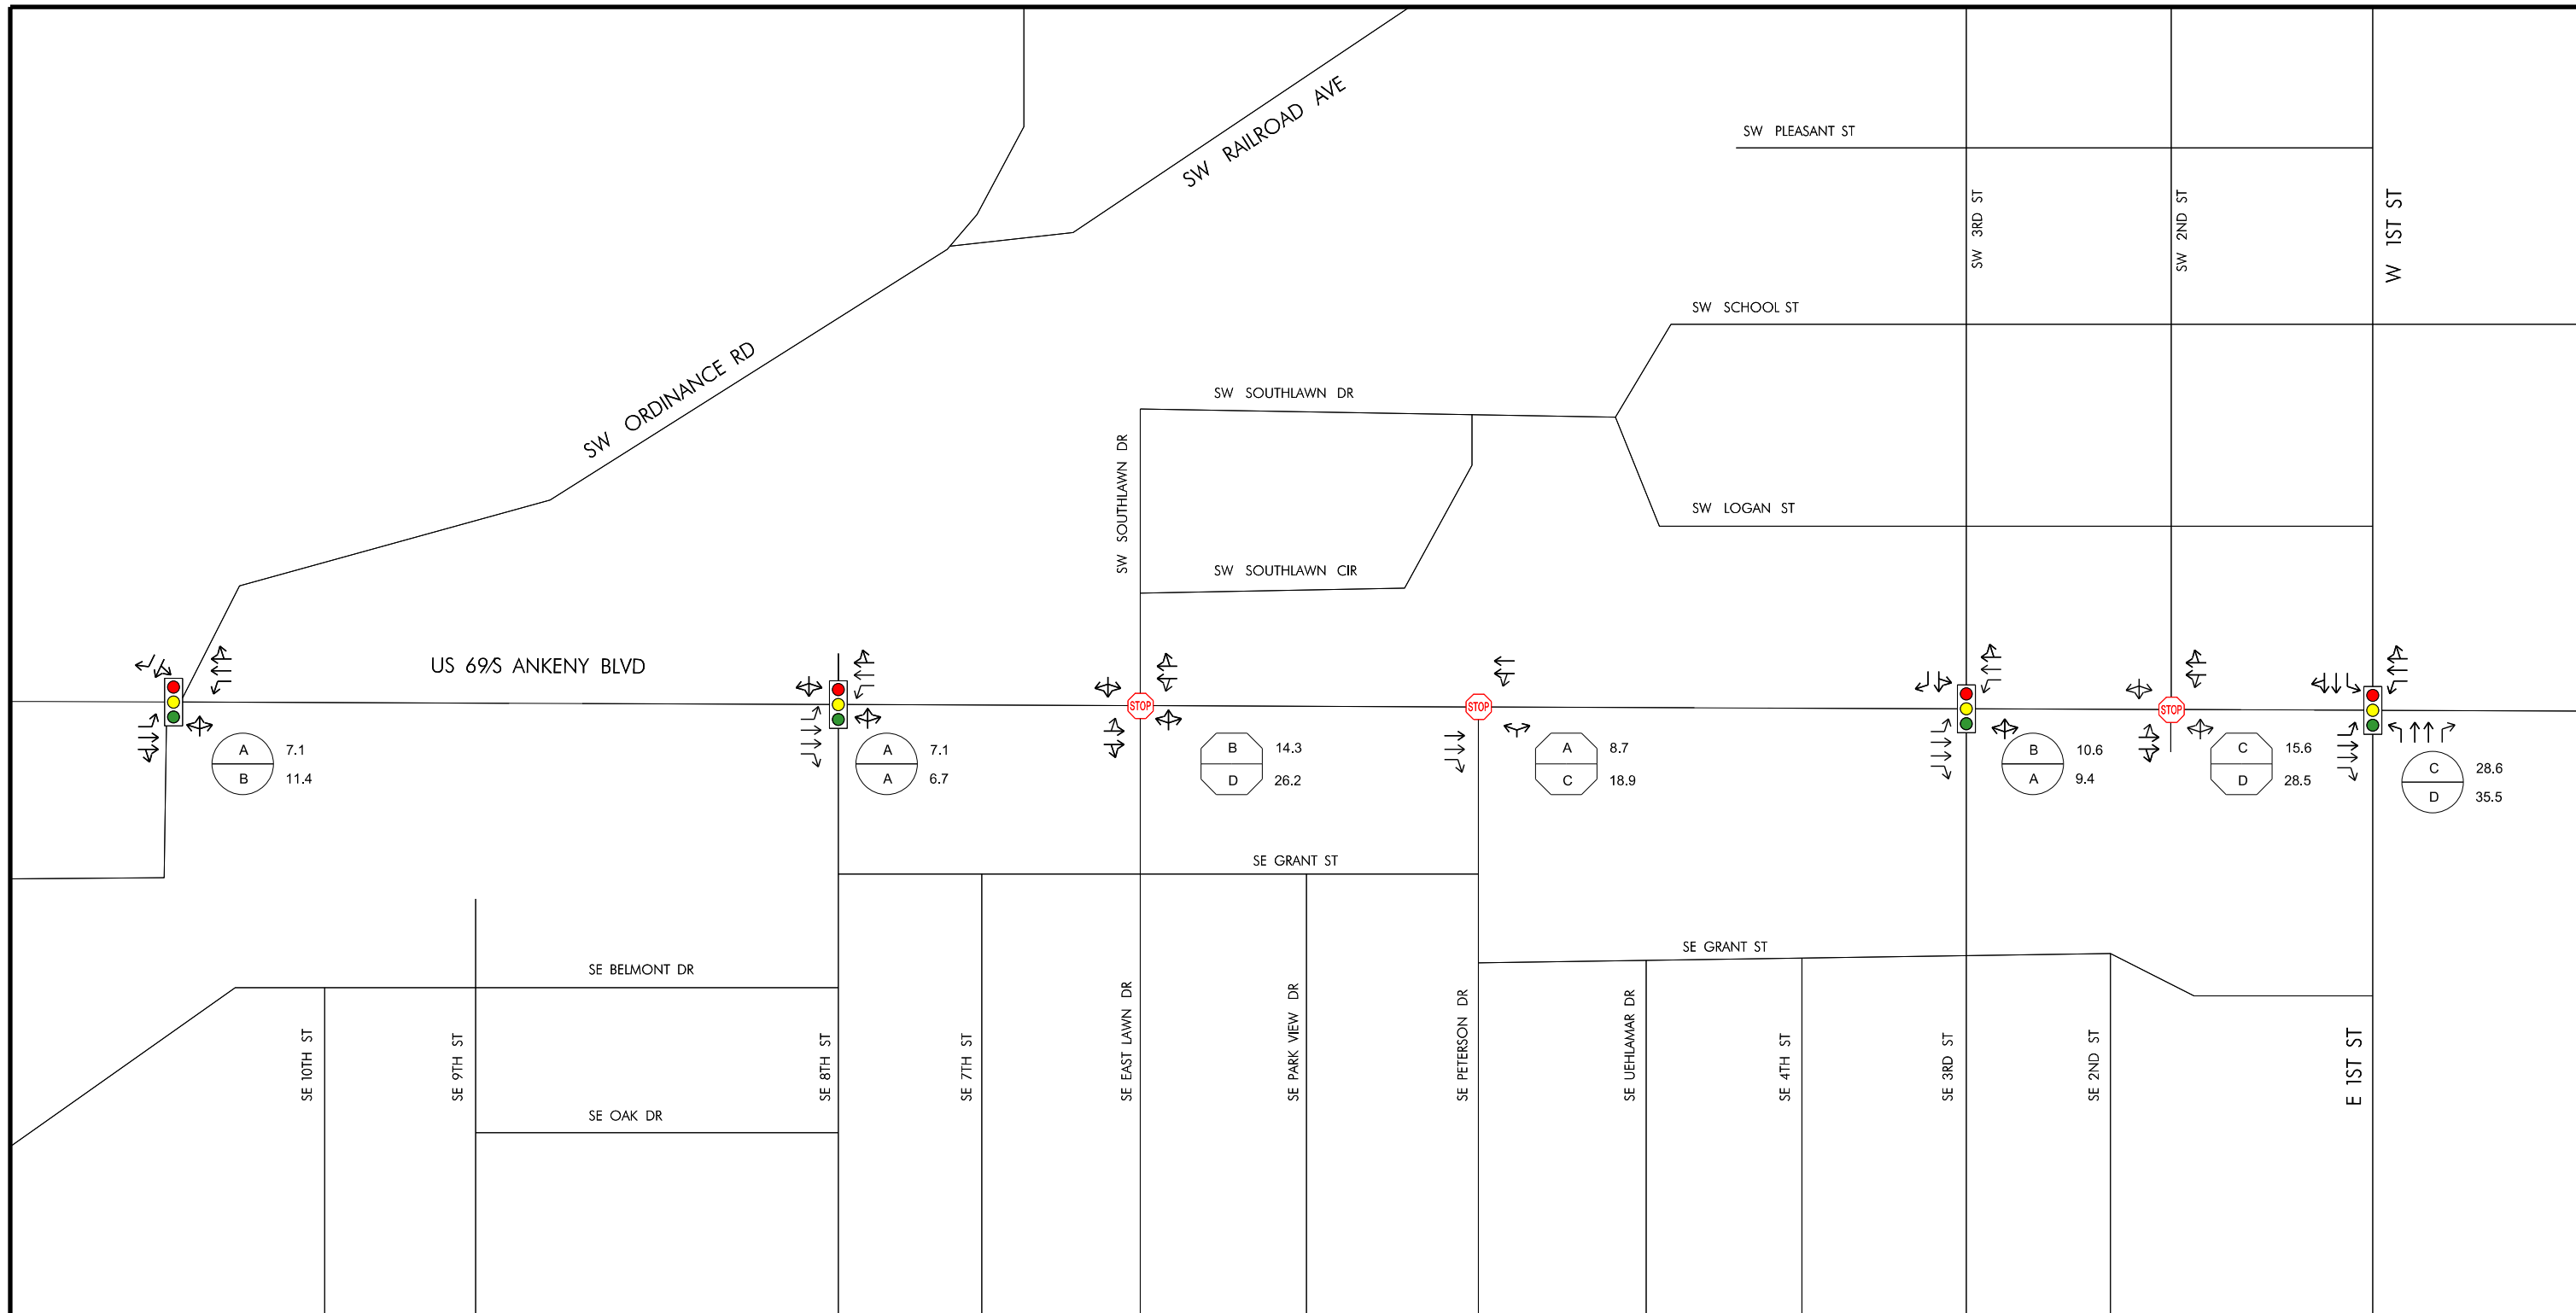 SW RAILROAD AVE
SW PLEASANT ST
SW 3RD ST
SW 2ND ST
W 1ST ST
SW SCHOOL ST
SW ORDINANCE RD
SW SOUTHLAWN DR
SW SOUTHLAWN DR
SW LOGAN ST
SW SOUTHLAWN CIR
US 69/S ANKENY BLVD
STOP
STOP
STOP
A 7.1
B 11.4
A 7.1
A 6.7
B 14.3
D 26.2
A 8.7
C 18.9
B 10.6
A 9.4
C 15.6
D 28.5
C 28.6
D 35.5
SE GRANT ST
SE GRANT ST
SE BELMONT DR
SE 10TH ST
SE 9TH ST
SE 8TH ST
SE 7TH ST
SE EAST LAWN DR
SE PARK VIEW DR
SE PETERSON DR
SE UEHLAMAR DR
SE 4TH ST
SE 3RD ST
SE 2ND ST
E 1ST ST
SE OAK DR